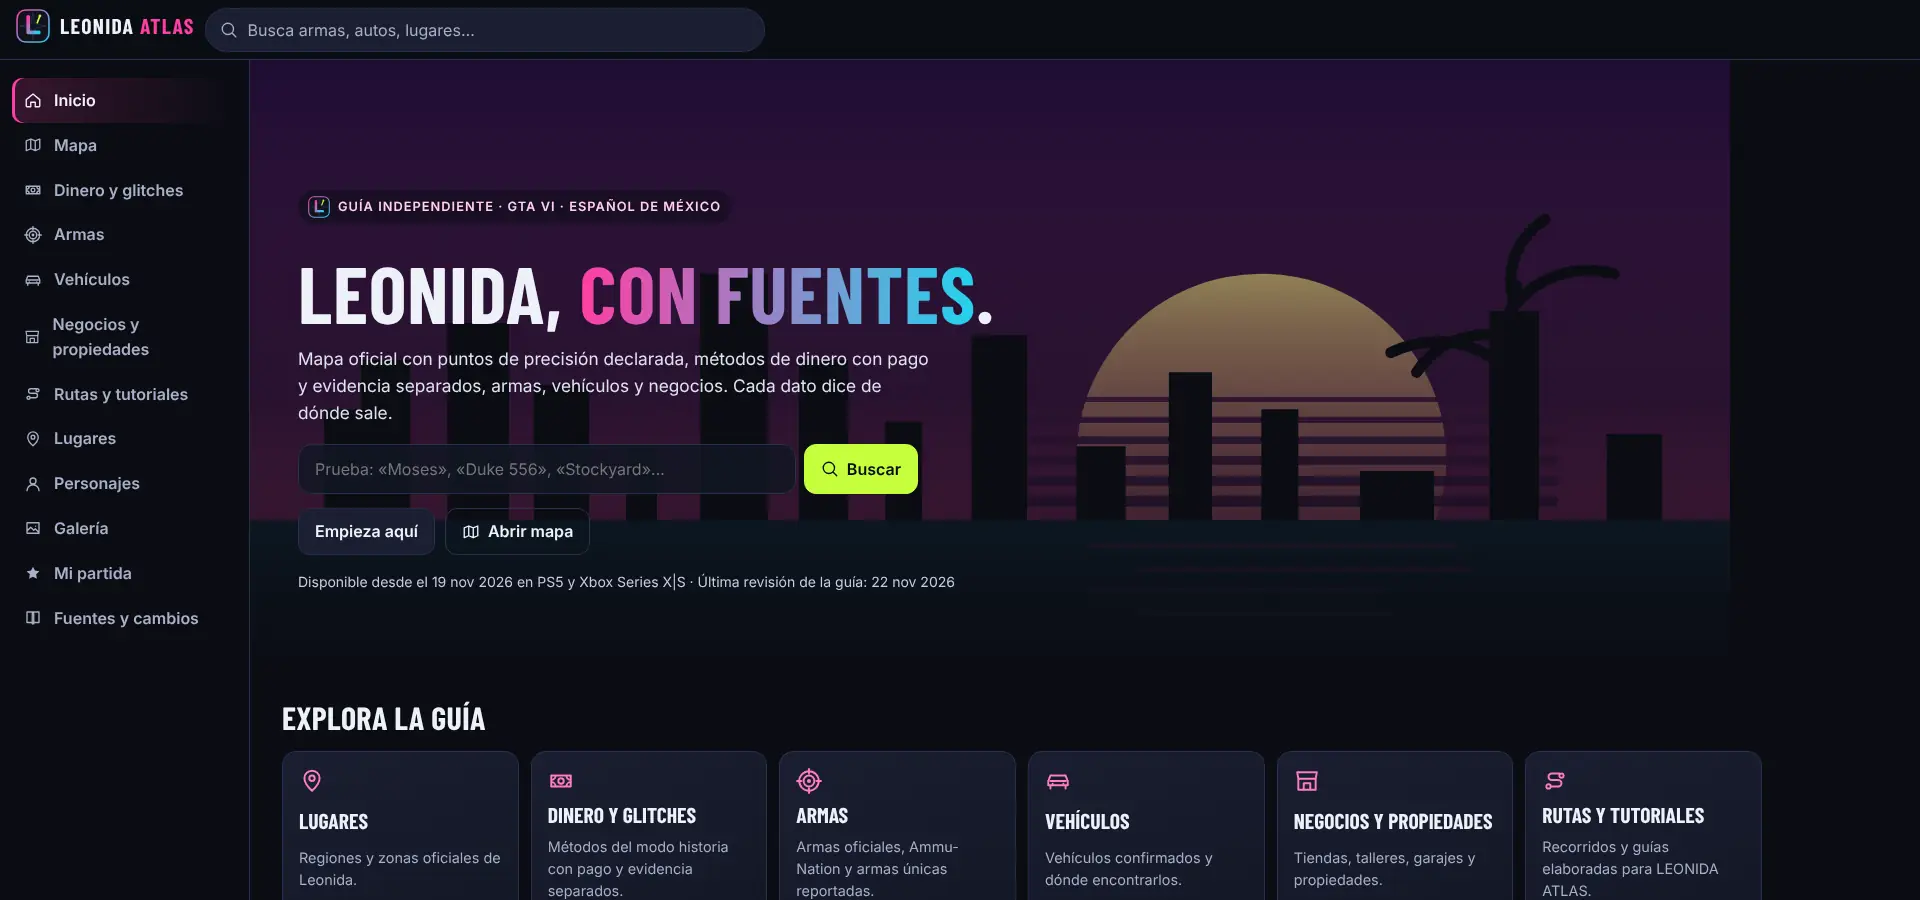 LEONIDA ATLAS
Busca armas, autos, lugares...
Inicio
Mapa
Dinero y glitches
Armas
Vehículos
Negocios y
propiedades
Rutas y tutoriales
Lugares
Personajes
Galería
Mi partida
Fuentes y cambios
GUÍA INDEPENDIENTE · GTA VI · ESPAÑOL DE MÉXICO
LEONIDA, CON FUENTES.
Mapa oficial con puntos de precisión declarada, métodos de dinero con pago
y evidencia separados, armas, vehículos y negocios. Cada dato dice de
dónde sale.
Prueba: «Moses», «Duke 556», «Stockyard»...
Buscar
Empieza aquí
Abrir mapa
Disponible desde el 19 nov 2026 en PS5 y Xbox Series X|S · Última revisión de la guía: 22 nov 2026
EXPLORA LA GUÍA
LUGARES
Regiones y zonas oficiales de
Leonida.
DINERO Y GLITCHES
Métodos del modo historia
con pago y evidencia
separados.
ARMAS
Armas oficiales, Ammu-
Nation y armas únicas
reportadas.
VEHÍCULOS
Vehículos confirmados y
dónde encontrarlos.
NEGOCIOS Y PROPIEDADES
Tiendas, talleres, garajes y
propiedades.
RUTAS Y TUTORIALES
Recorridos y guías
elaboradas para LEONIDA
ATLAS.